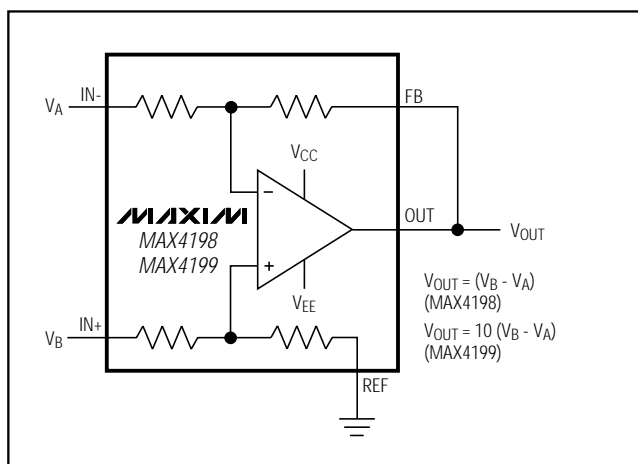 IN-
FB
VA
VCC
−
MAXIM
MAX4198
MAX4199
OUT
VOUT
+
VEE
VOUT = (VB - VA)
(MAX4198)
IN+
VB
VOUT = 10 (VB - VA)
(MAX4199)
REF